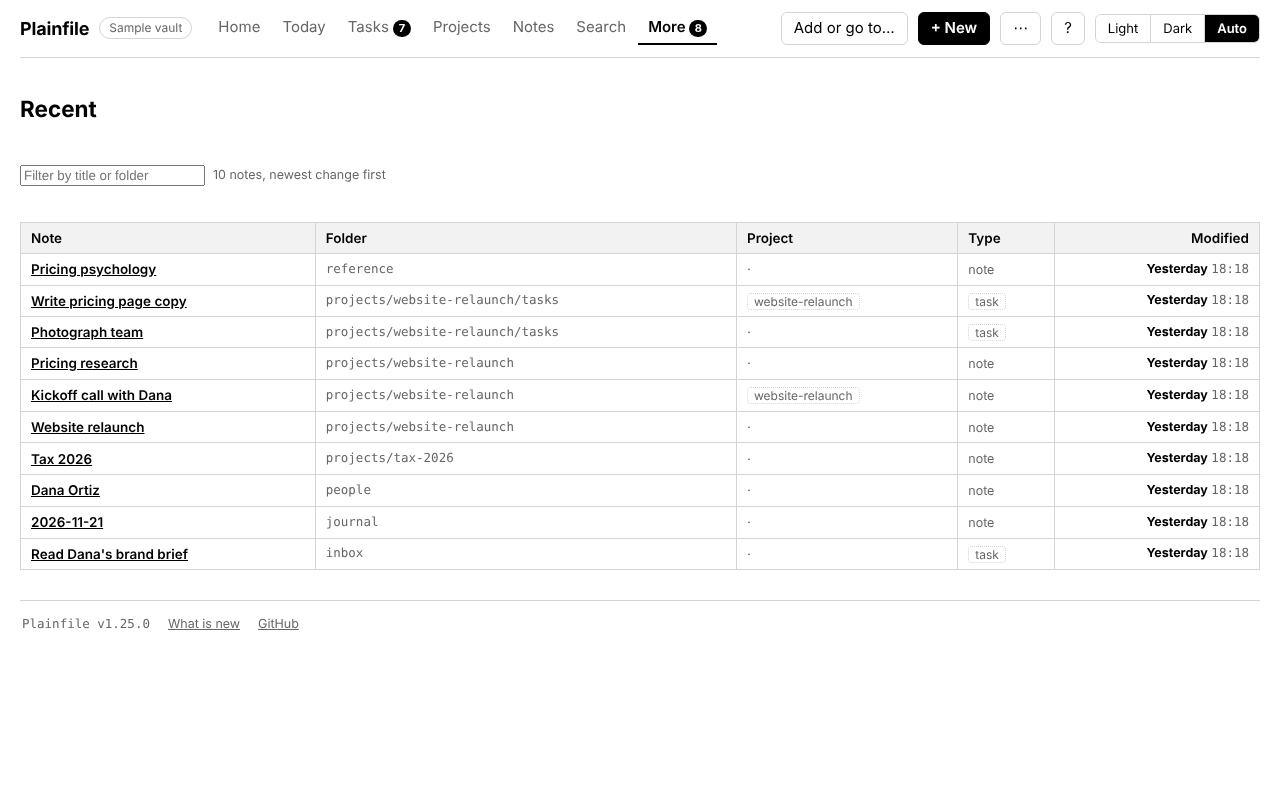 Plainfile Sample vault Home Today Tasks 7 Projects Notes Search More 8 Add or go to... + New ··· ? Light Dark Auto
Recent
Filter by title or folder 10 notes, newest change first
Note Folder Project Type Modified
Pricing psychology reference · note Yesterday 18:18
Write pricing page copy projects/website-relaunch/tasks website-relaunch task Yesterday 18:18
Photograph team projects/website-relaunch/tasks · task Yesterday 18:18
Pricing research projects/website-relaunch · note Yesterday 18:18
Kickoff call with Dana projects/website-relaunch website-relaunch note Yesterday 18:18
Website relaunch projects/website-relaunch · note Yesterday 18:18
Tax 2026 projects/tax-2026 · note Yesterday 18:18
Dana Ortiz people · note Yesterday 18:18
2026-11-21 journal · note Yesterday 18:18
Read Dana's brand brief inbox · task Yesterday 18:18
Plainfile v1.25.0 What is new GitHub